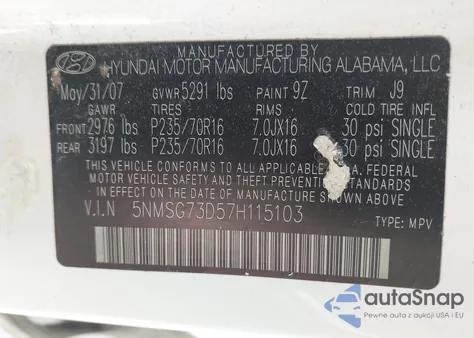 MANUFACTURED BY
HYUNDAI MOTOR MANUFACTURING ALABAMA, LLC
May/31/07 GVWR 5291 lbs PAINT 9Z TRIM J9
GAWR TIRES RIMS COLD TIRE INFL
FRONT 2976 lbs P235/70R16 7.0JX16 30 psi SINGLE
REAR 3197 lbs P235/70R16 7.0JX16 30 psi SINGLE
THIS VEHICLE CONFORMS TO ALL APPLICABLE .A. FEDERAL
MOTOR VEHICLE SAFETY AND THEFT PREVENTION STANDARDS
IN EFFECT ON THE DATE OF MANUFACTURE SHOWN ABOVE.
V.I.N 5NMSG73D57H115103 TYPE: MPV
autoSnap
Pewne auta z aukcji USA i EU